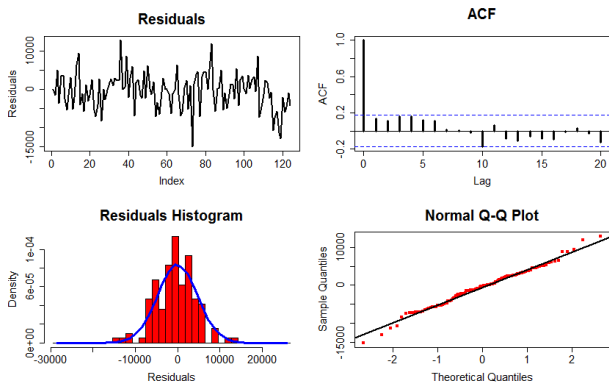 Residuals
Residuals
-15000
10000
0
20
40
60
80
100
120
Index
ACF
ACF
-0.2
0.2
0.6
1.0
0
5
10
15
20
Lag
Residuals Histogram
Density
0e+00
6e-05
1e-04
-30000
-10000
0
10000
20000
Residuals
Normal Q-Q Plot
Sample Quantiles
-15000
0
10000
-2
-1
0
1
2
Theoretical Quantiles